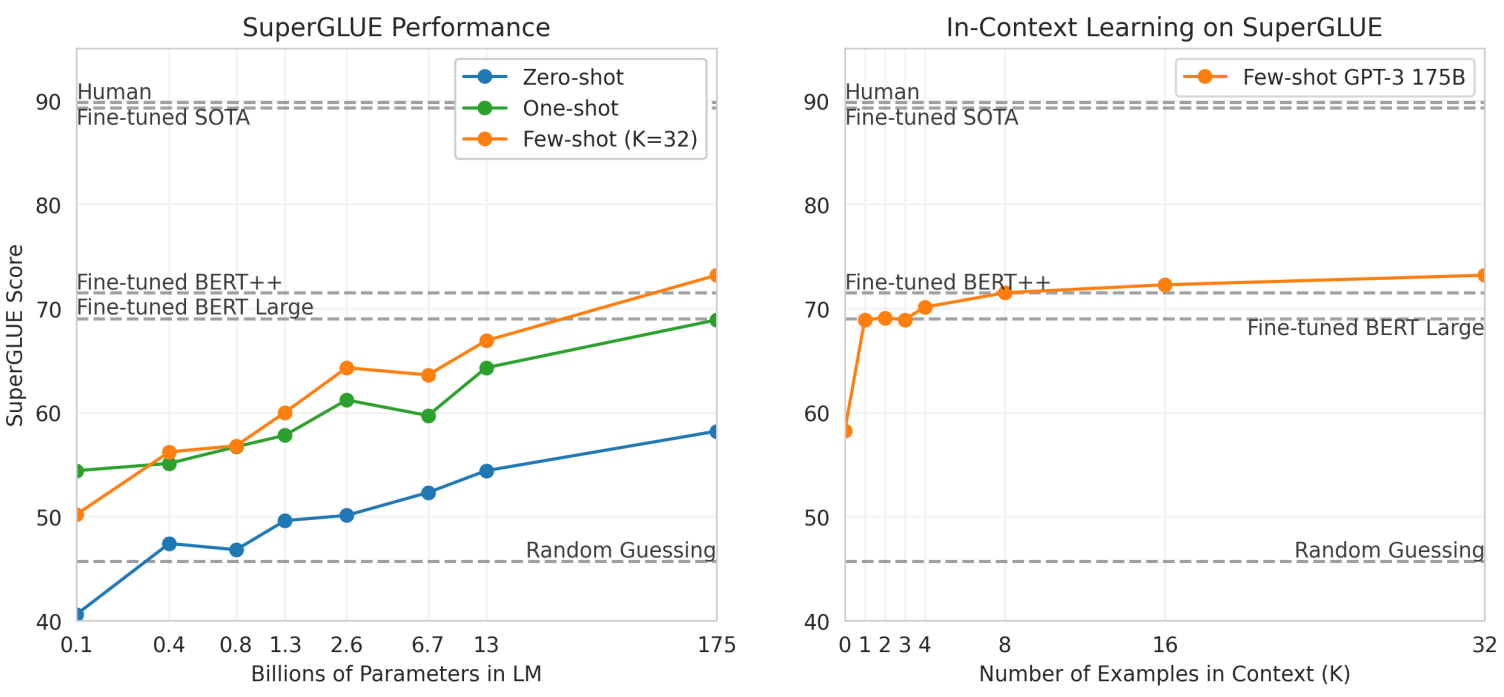 SuperGLUE Performance
Human
Fine-tuned SOTA
Zero-shot
One-shot
Few-shot (K=32)
Fine-tuned BERT++
Fine-tuned BERT Large
Random Guessing
SuperGLUE Score
90
80
70
60
50
40
0.1 0.4 0.8 1.3 2.6 6.7 13 175
Billions of Parameters in LM
In-Context Learning on SuperGLUE
Human
Fine-tuned SOTA
Few-shot GPT-3 175B
Fine-tuned BERT++
Fine-tuned BERT Large
Random Guessing
90
80
70
60
50
40
0 1 2 3 4 8 16 32
Number of Examples in Context (K)